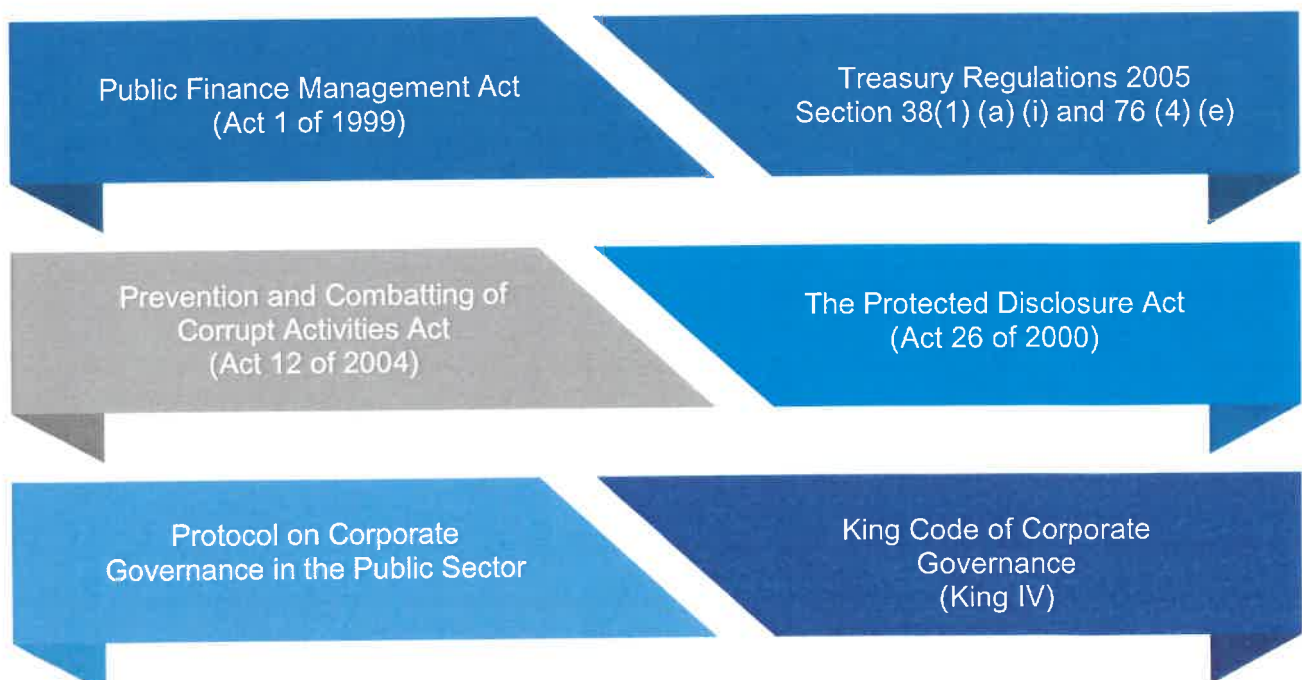 Public Finance Management Act
(Act 1 of 1999)
Treasury Regulations 2005
Section 38(1) (a) (i) and 76 (4) (e)
Prevention and Combatting of
Corrupt Activities Act
(Act 12 of 2004)
The Protected Disclosure Act
(Act 26 of 2000)
Protocol on Corporate
Governance in the Public Sector
King Code of Corporate
Governance
(King IV)